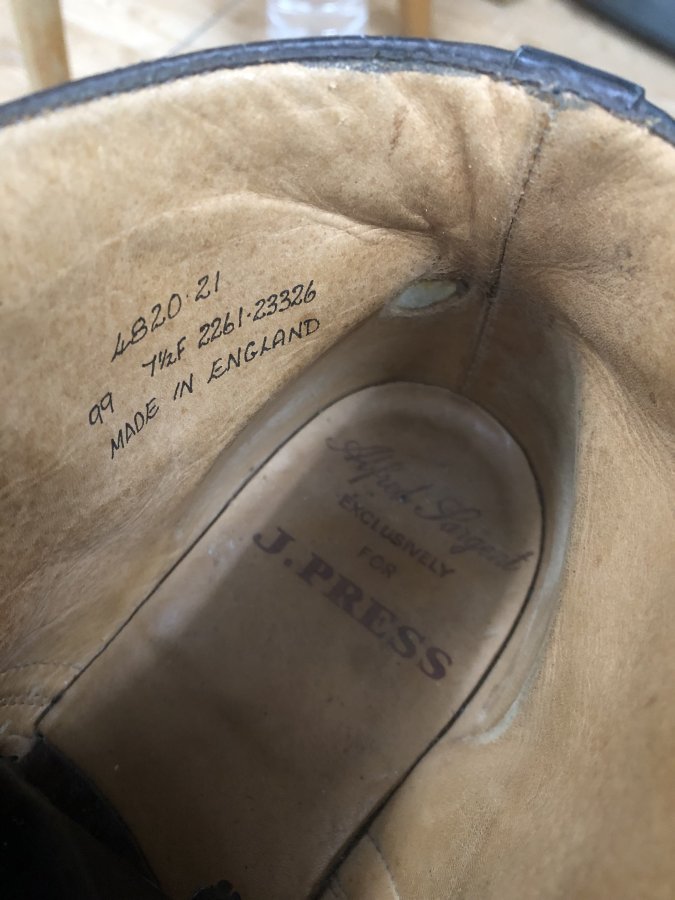 4820·21
99 7½F 2261·23326
MADE IN ENGLAND
Alfred Sargent
EXCLUSIVELY
FOR
J.PRESS